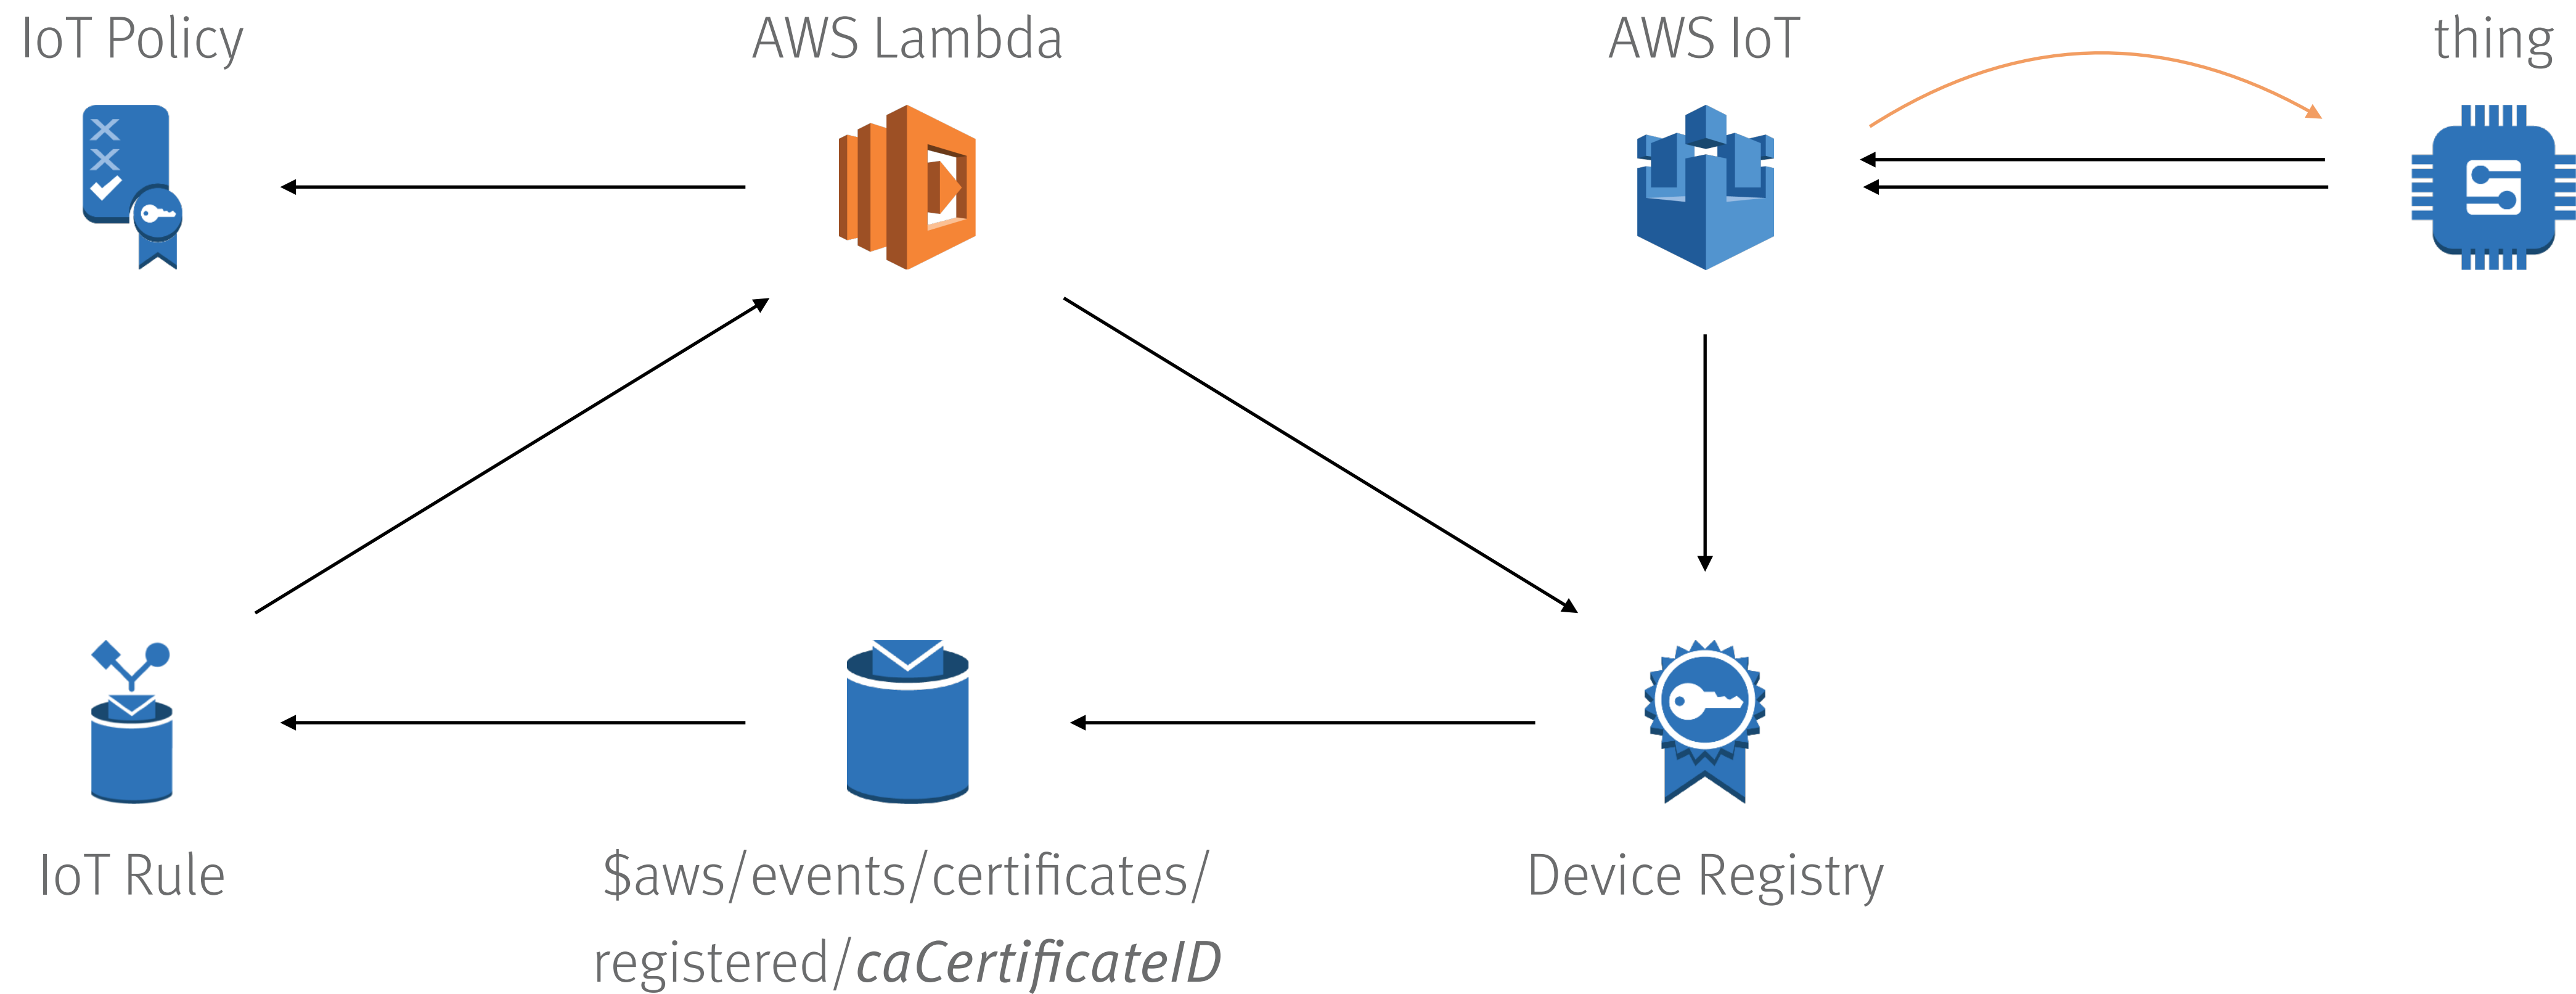 IoT Policy
AWS Lambda
AWS IoT
thing
IoT Rule
$aws/events/certificates/
registered/caCertificateID
Device Registry